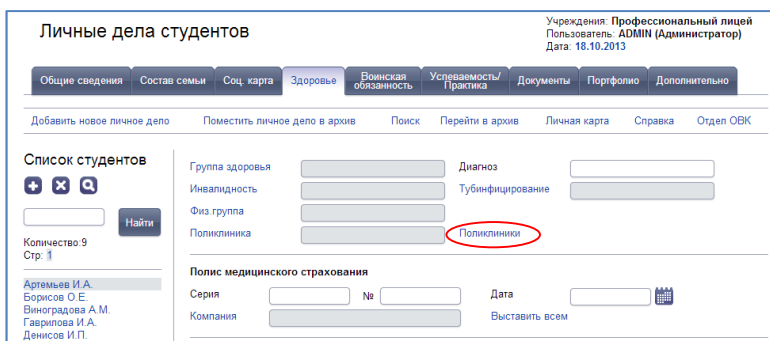 Личные дела студентов
Учреждения: Профессиональный лицей
Пользователь: ADMIN (Администратор)
Дата: 18.10.2013
Общие сведения Состав семьи Соц. карта Здоровье Воинская обязанность Успеваемость/ Практика Документы Портфолио Дополнительно
Добавить новое личное дело Поместить личное дело в архив Поиск Перейти в архив Личная карта Справка Отдел ОВК
Список студентов
Найти
Количество:9
Стр: 1
Артемьев И.А.
Борисов О.Е.
Виноградова А.М.
Гаврилова И.А.
Денисов И.П.
Группа здоровья Диагноз
Инвалидность Тубинфицирование
Физ.группа
Поликлиника Поликлиники
Полис медицинского страхования
Серия № Дата
Компания Выставить всем